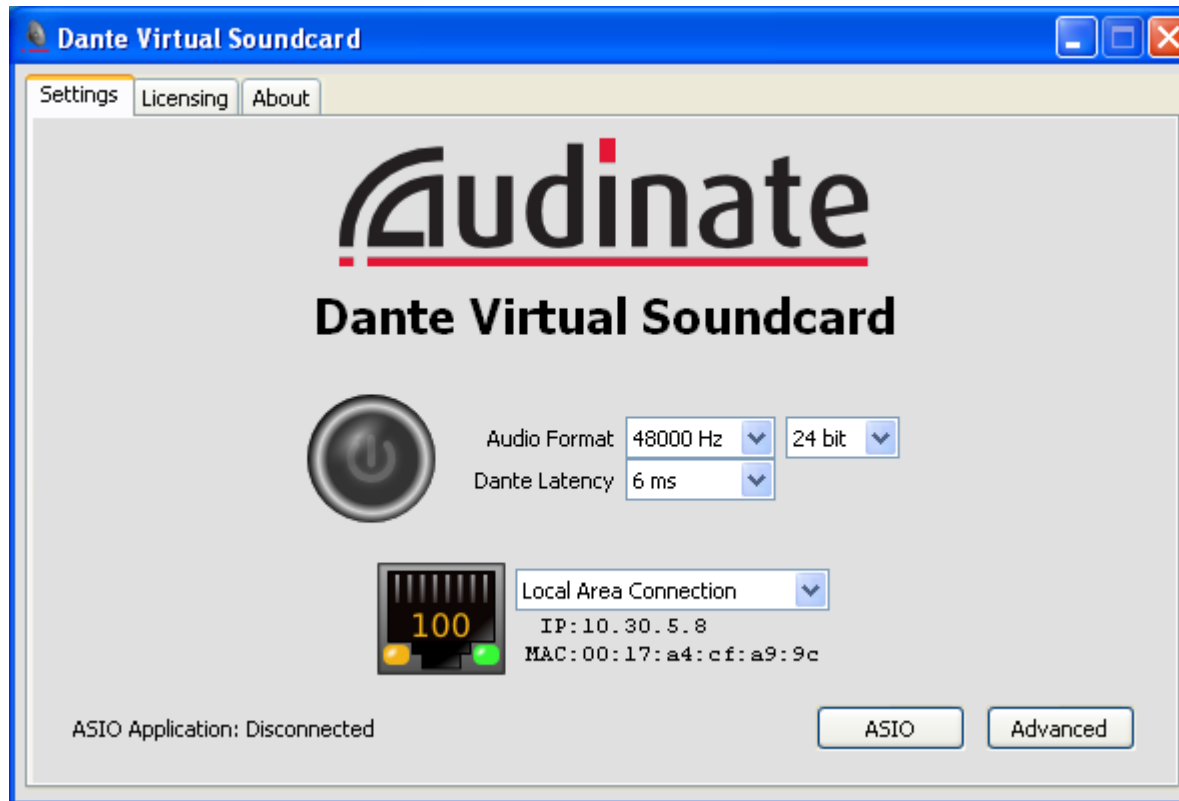 Dante Virtual Soundcard
Settings Licensing About
Audinate
Dante Virtual Soundcard
Audio Format 48000 Hz 24 bit
Dante Latency 6 ms
100
Local Area Connection
IP:10.30.5.8
MAC:00:17:a4:cf:a9:9c
ASIO Application: Disconnected ASIO Advanced